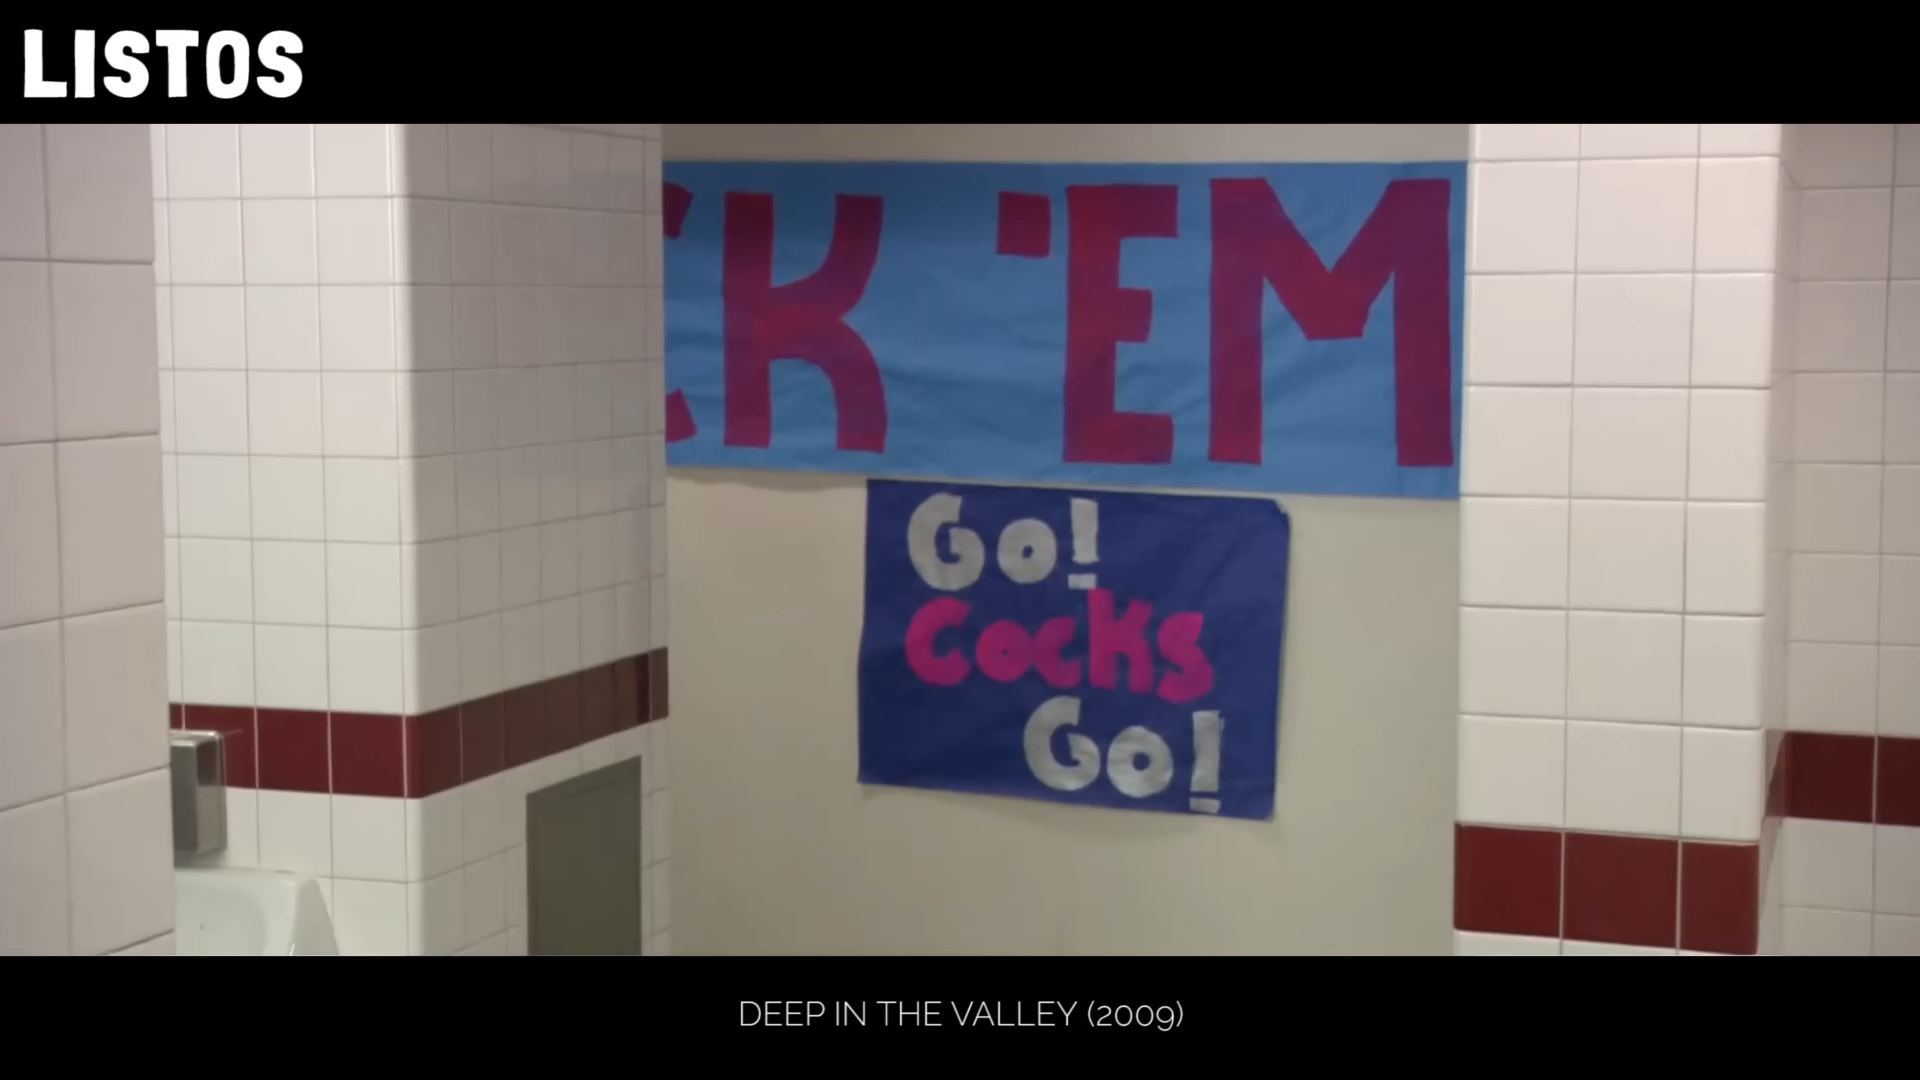 LISTOS
CK 'EM
Go!
Cocks
Go!
DEEP IN THE VALLEY (2009)